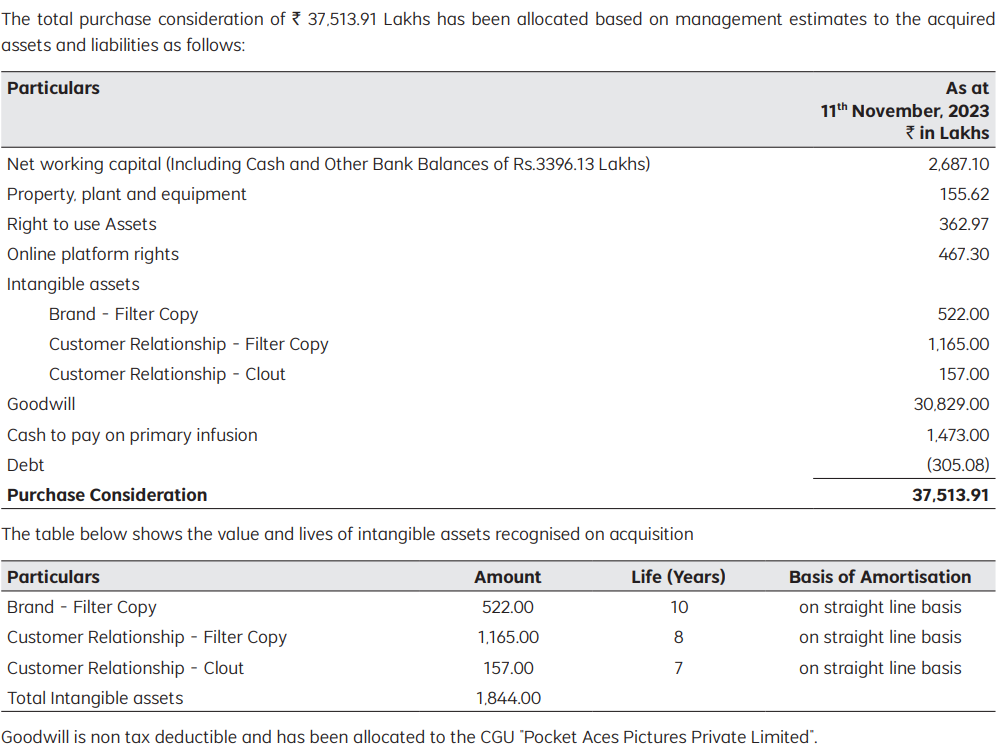 The total purchase consideration of ₹ 37,513.91 Lakhs has been allocated based on management estimates to the acquired
assets and liabilities as follows:
Particulars As at
11th November, 2023
₹ in Lakhs
Net working capital (Including Cash and Other Bank Balances of Rs.3396.13 Lakhs) 2,687.10
Property, plant and equipment 155.62
Right to use Assets 362.97
Online platform rights 467.30
Intangible assets
Brand - Filter Copy 522.00
Customer Relationship - Filter Copy 1,165.00
Customer Relationship - Clout 157.00
Goodwill 30,829.00
Cash to pay on primary infusion 1,473.00
Debt (305.08)
Purchase Consideration 37,513.91
The table below shows the value and lives of intangible assets recognised on acquisition
Particulars Amount Life (Years) Basis of Amortisation
Brand - Filter Copy 522.00 10 on straight line basis
Customer Relationship - Filter Copy 1,165.00 8 on straight line basis
Customer Relationship - Clout 157.00 7 on straight line basis
Total Intangible assets 1,844.00
Goodwill is non tax deductible and has been allocated to the CGU "Pocket Aces Pictures Private Limited".